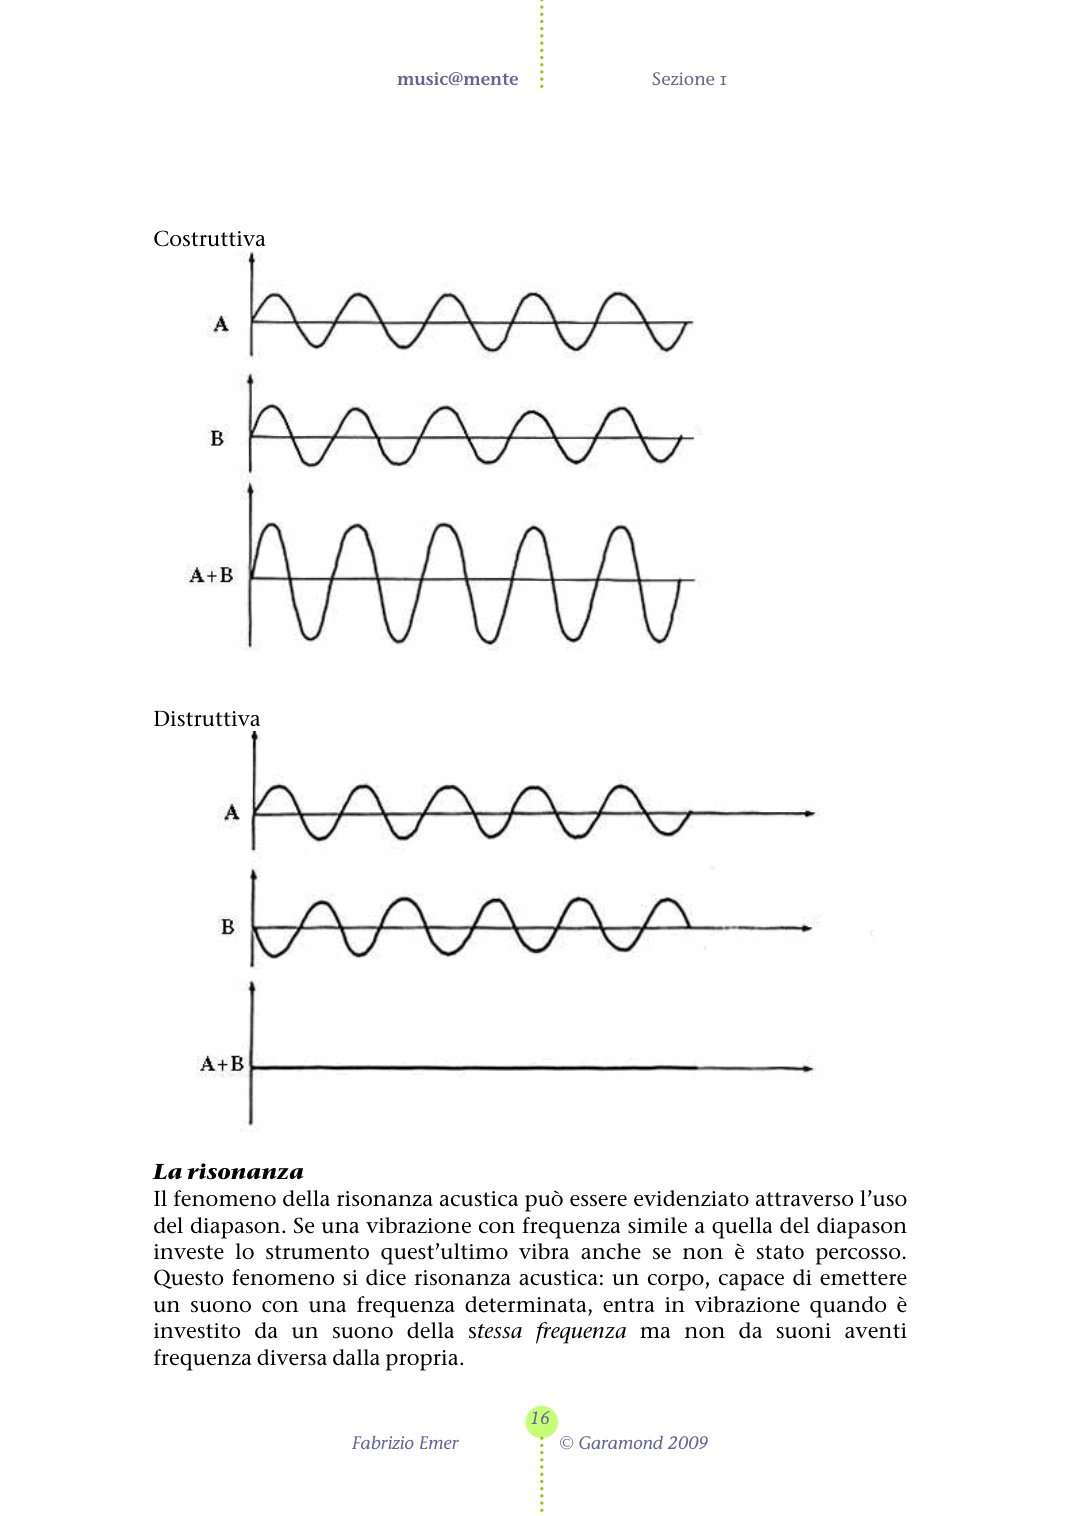 music@mente Sezione 1
Costruttiva
A
B
A+B
Distruttiva
A
B
A+B
La risonanza
Il fenomeno della risonanza acustica può essere evidenziato attraverso l’uso
del diapason. Se una vibrazione con frequenza simile a quella del diapason
investe lo strumento quest’ultimo vibra anche se non è stato percosso.
Questo fenomeno si dice risonanza acustica: un corpo, capace di emettere
un suono con una frequenza determinata, entra in vibrazione quando è
investito da un suono della stessa frequenza ma non da suoni aventi
frequenza diversa dalla propria.
16
Fabrizio Emer © Garamond 2009